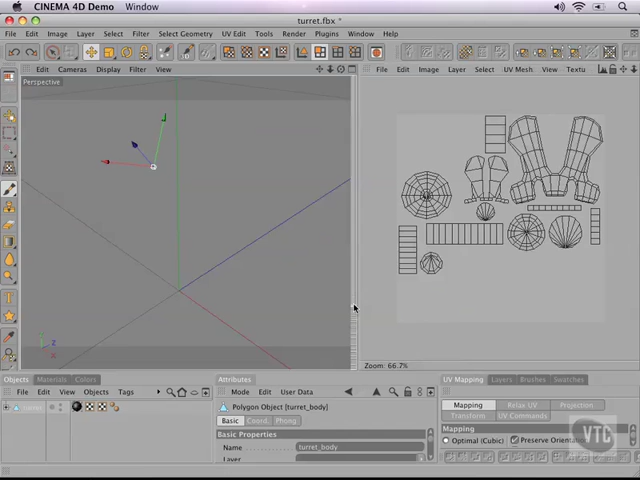 CINEMA 4D Demo Window
turret.fbx *
File Edit Image Layer Select Filter Select Geometry UV Edit Tools Render Plugins Window Help
Edit Cameras Display Filter View
File Edit Image Layer Select UV Mesh View Textu
Perspective
Z
X
Zoom: 66.7%
Objects Materials Colors
Attributes
UV Mapping Layers Brushes Swatches
File Edit View Objects Tags
Mode Edit User Data
Mapping Relax UV Projection
Transform UV Commands
Polygon Object [turret_body]
Basic Coord. Phong
Mapping
Basic Properties
Optimal (Cubic) Preserve Orientation
Name turret_body
Layer
VTC